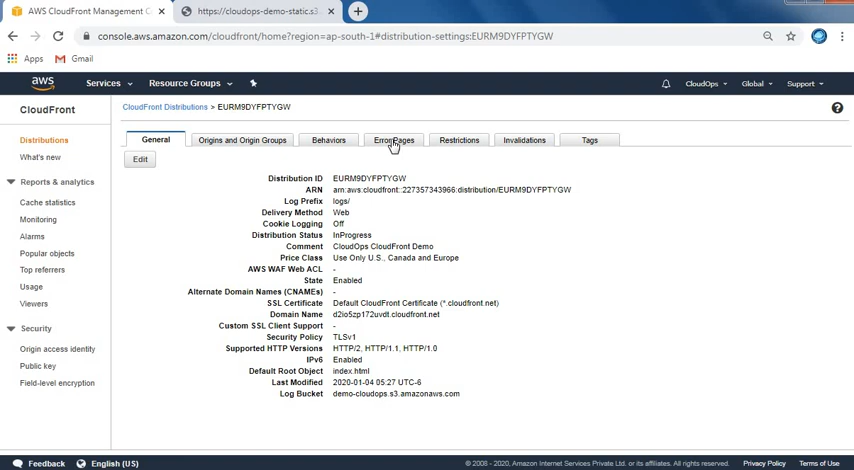 AWS CloudFront Management C
https://cloudops-demo-static.s3.
console.aws.amazon.com/cloudfront/home?region=ap-south-1#distribution-settings:EURM9DYFPTYGW
Apps Gmail
aws Services Resource Groups CloudOps Global Support
CloudFront
Distributions
What's new
Reports & analytics
Cache statistics
Monitoring
Alarms
Popular objects
Top referrers
Usage
Viewers
Security
Origin access identity
Public key
Field-level encryption
CloudFront Distributions > EURM9DYFPTYGW
General Origins and Origin Groups Behaviors Error Pages Restrictions Invalidations Tags
Edit
Distribution ID EURM9DYFPTYGW
ARN arn:aws:cloudfront::227357343966:distribution/EURM9DYFPTYGW
Log Prefix logs/
Delivery Method Web
Cookie Logging Off
Distribution Status InProgress
Comment CloudOps CloudFront Demo
Price Class Use Only U.S., Canada and Europe
AWS WAF Web ACL -
State Enabled
Alternate Domain Names (CNAMEs) -
SSL Certificate Default CloudFront Certificate (*.cloudfront.net)
Domain Name d2io5zp172uvdt.cloudfront.net
Custom SSL Client Support -
Security Policy TLSv1
Supported HTTP Versions HTTP/2, HTTP/1.1, HTTP/1.0
IPv6 Enabled
Default Root Object index.html
Last Modified 2020-01-04 05:27 UTC-6
Log Bucket demo-cloudops.s3.amazonaws.com
Feedback English (US) © 2008 - 2020, Amazon Internet Services Private Ltd. or its affiliates. All rights reserved. Privacy Policy Terms of Use